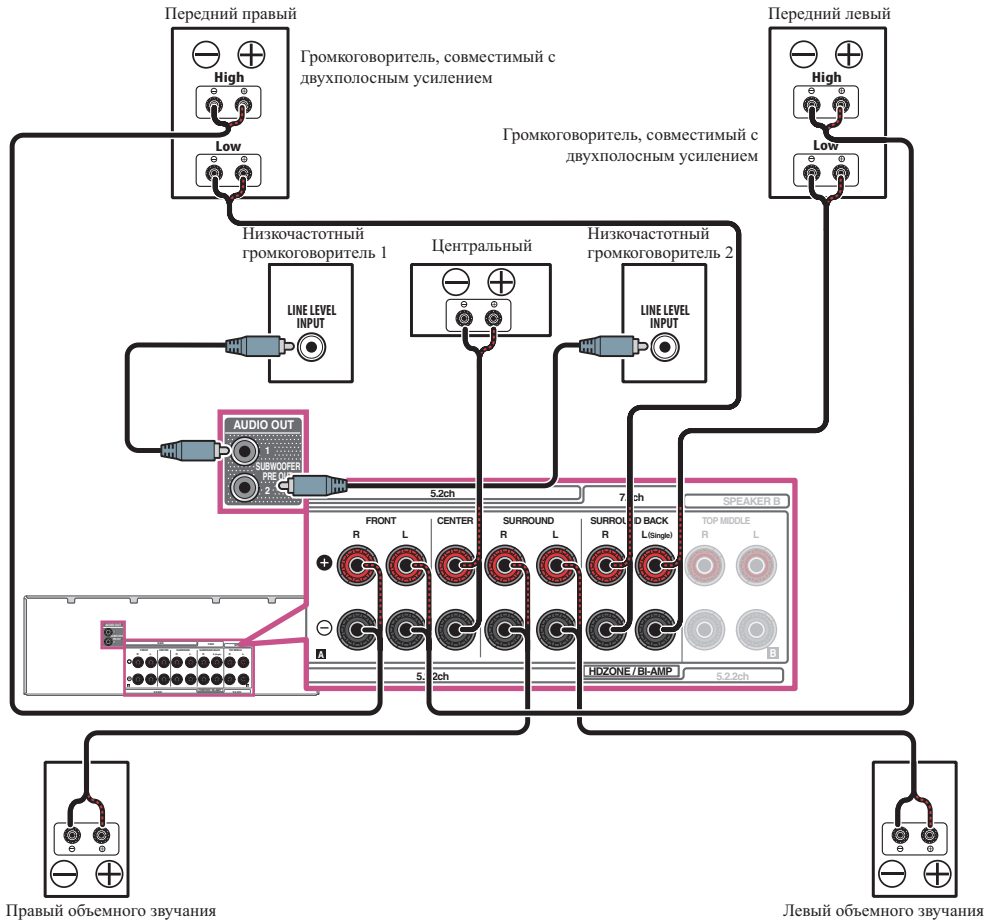 Передний правый
Передний левый
High
Low
Громкоговоритель, совместимый с
двухполосным усилением
High
Low
Громкоговоритель, совместимый с
двухполосным усилением
Низкочастотный
громкоговоритель 1
LINE LEVEL
INPUT
Центральный
Низкочастотный
громкоговоритель 2
LINE LEVEL
INPUT
AUDIO OUT
1
SUBWOOFER
PRE OUT
2
5.2ch
SPEAKER B
FRONT
CENTER
SURROUND
SURROUND BACK
TOP MIDDLE
R
L
R
L
R
L (Single)
R
L
A
B
HDZONE / BI-AMP
5.2.2ch
Правый объемного звучания
Левый объемного звучания